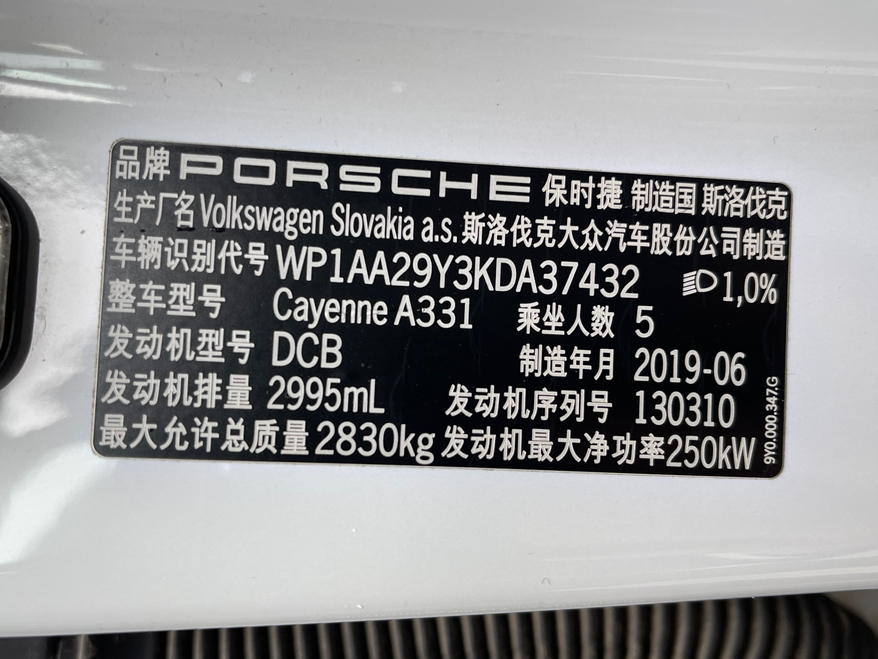 品牌 PORSCHE 保时捷 制造国 斯洛伐克
生产厂名 Volkswagen Slovakia a.s. 斯洛伐克大众汽车股份公司制造
车辆识别代号 WP1AA29Y3KDA37432 1,0%
整车型号 Cayenne A331 乘坐人数 5
发动机型号 DCB 制造年月 2019-06
发动机排量 2995mL 发动机序列号 130310
最大允许总质量 2830kg 发动机最大净功率 250kW
9Y0.000.347.G